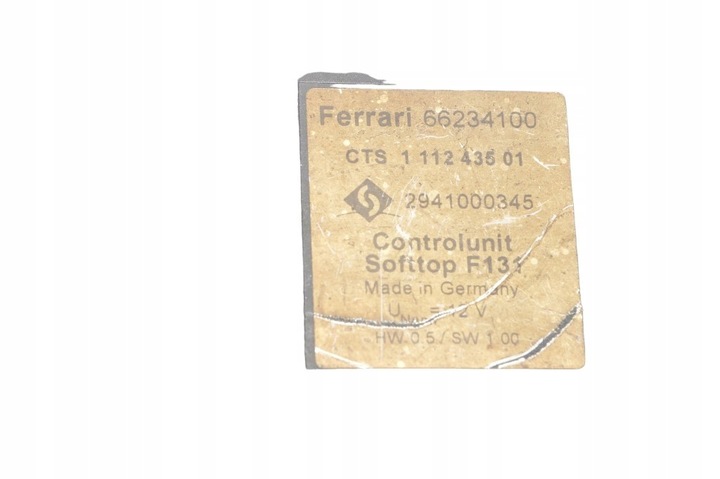 Ferrari 66234100
CTS 1 112 435 01
2941000345
Controlunit
Softtop F131
Made in Germany
= 12 V
HW 0.5 / SW 1.00